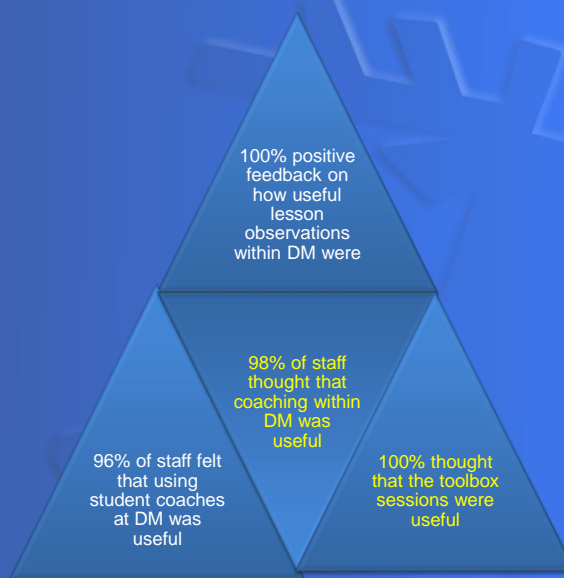 100% positive
feedback on
how useful
lesson
observations
within DM were
98% of staff
thought that
coaching within
DM was
useful
96% of staff felt
that using
student coaches
at DM was
useful
100% thought
that the toolbox
sessions were
useful